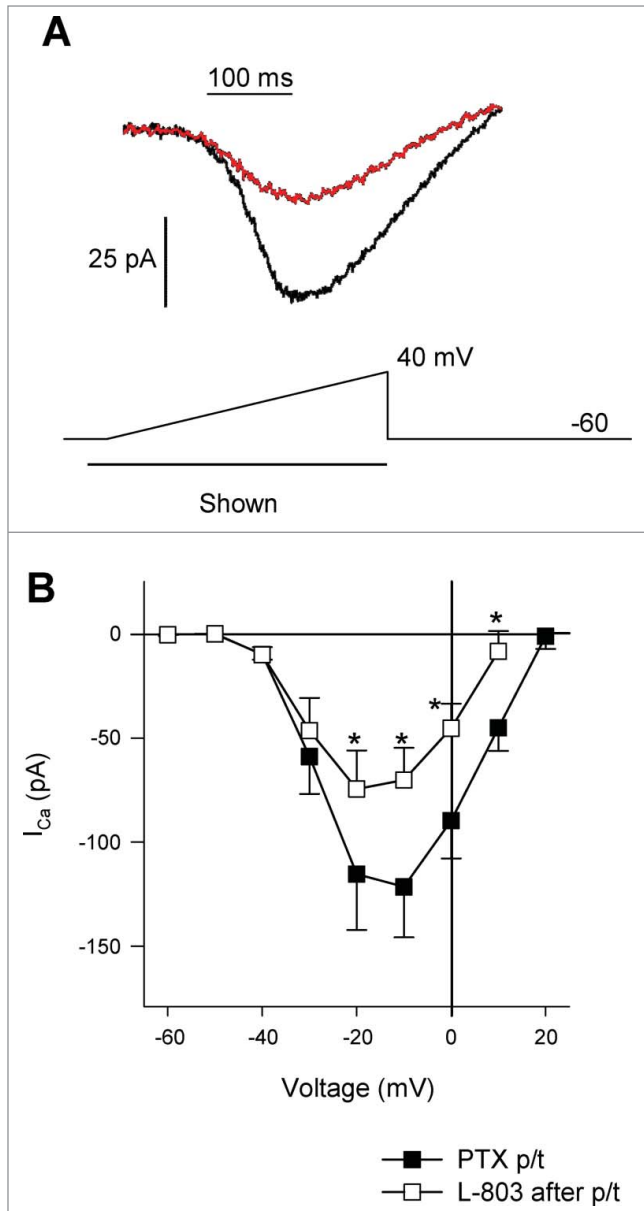 A
100 ms
25 pA
40 mV
-60
Shown
B
*
* * *
0
-50
-100
-150
I_Ca (pA)
-60 -40 -20 0 20
Voltage (mV)
PTX p/t
L-803 after p/t